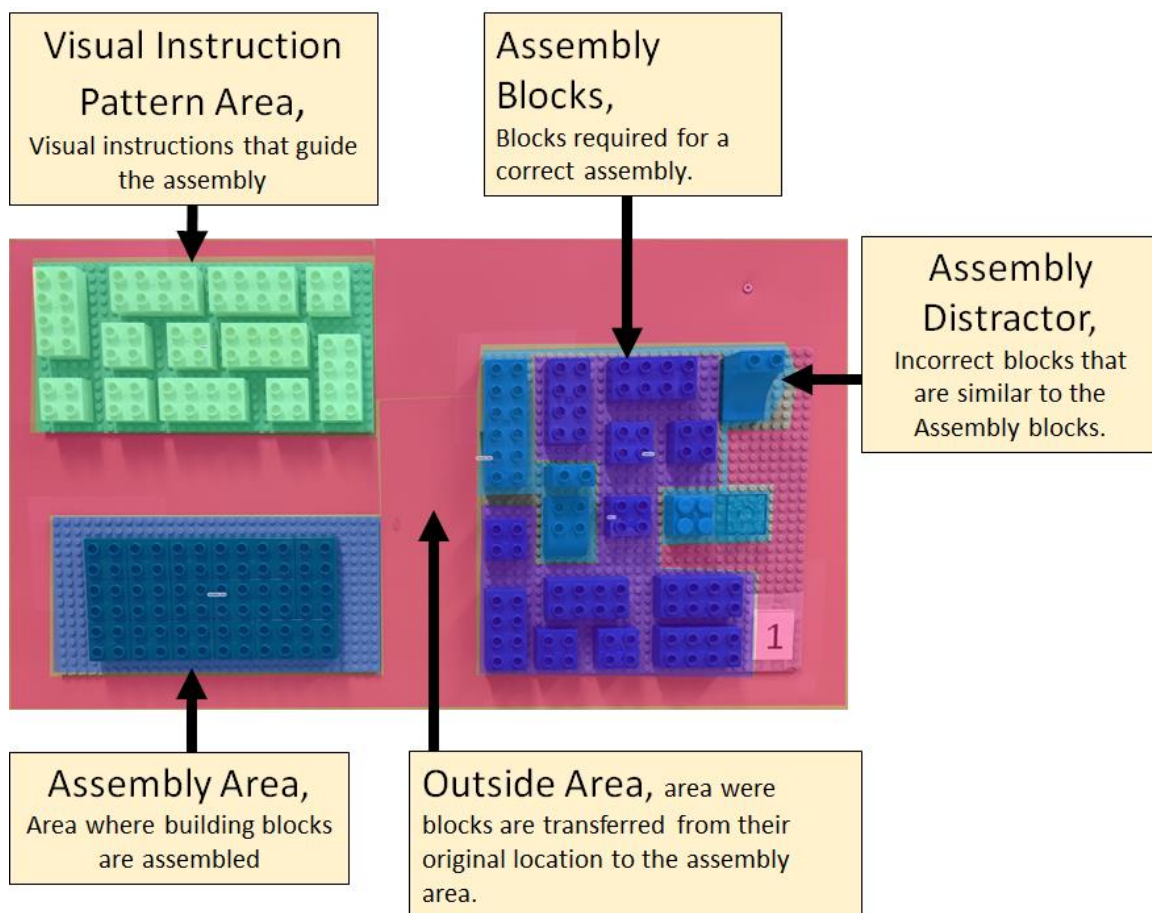 Visual Instruction
Pattern Area,
Visual instructions that guide
the assembly
Assembly
Blocks,
Blocks required for a
correct assembly.
Assembly
Distractor,
Incorrect blocks that
are similar to the
Assembly blocks.
1
Assembly Area,
Area where building blocks
are assembled
Outside Area, area were
blocks are transferred from their
original location to the assembly
area.